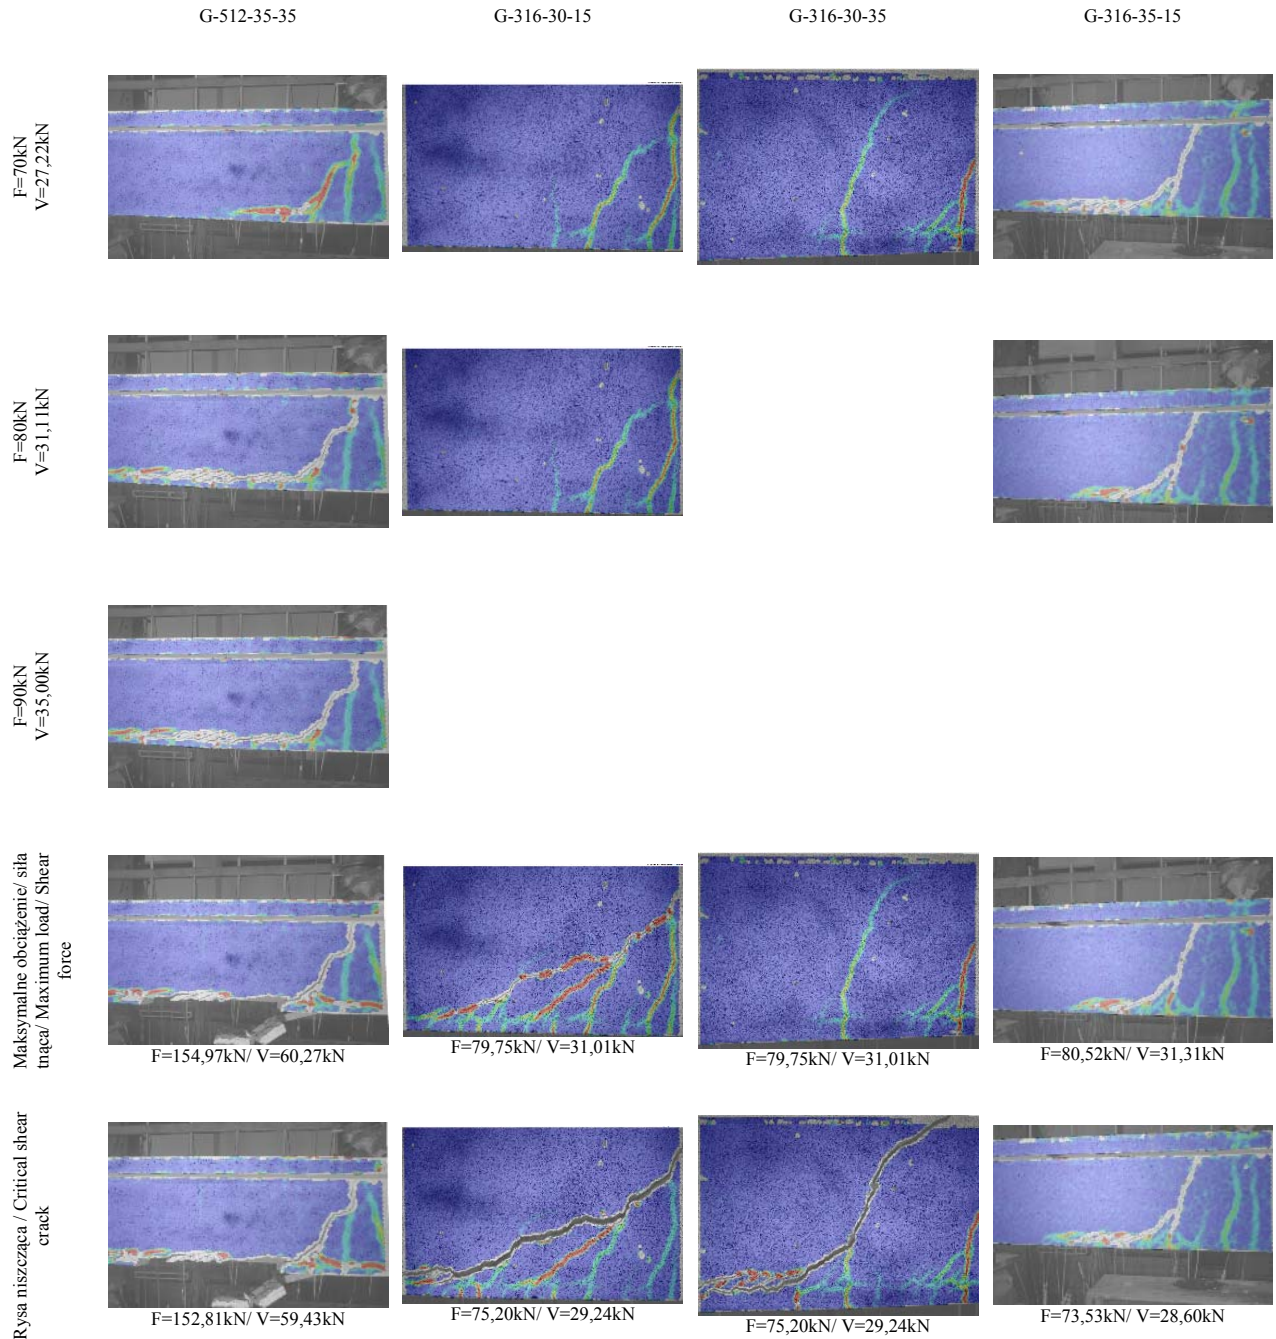 G-512-35-35
G-316-30-15
G-316-30-35
G-316-35-15
F=70kN
V=27,22kN
F=80kN
V=31,11kN
F=90kN
V=35,00kN
Maksymalne obciążenie/ siła
tnąca/ Maximum load/ Shear
force
F=154,97kN/ V=60,27kN
F=79,75kN/ V=31,01kN
F=79,75kN/ V=31,01kN
F=80,52kN/ V=31,31kN
Rysa niszcząca / Critical shear
crack
F=152,81kN/ V=59,43kN
F=75,20kN/ V=29,24kN
F=75,20kN/ V=29,24kN
F=73,53kN/ V=28,60kN